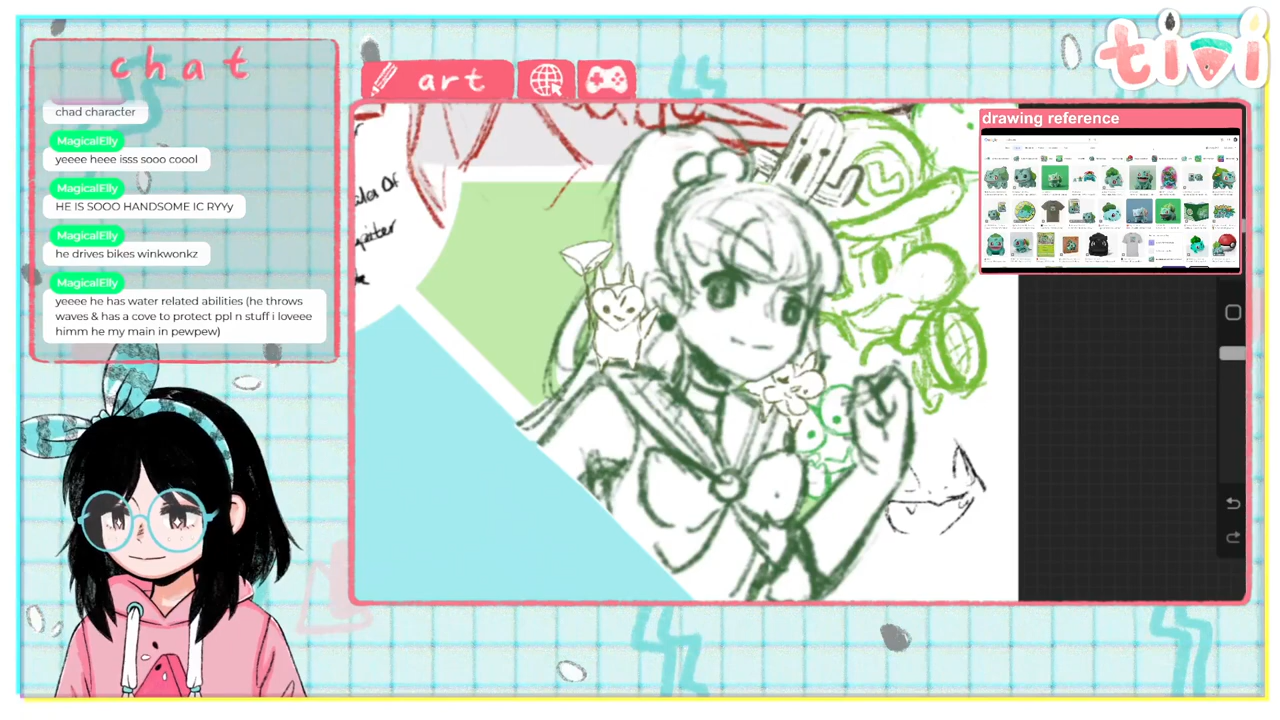 chat
chad character
MagicalElly
yeeee heee isss sooo coool
MagicalElly
HE IS SOOO HANDSOME IC RYYy
MagicalElly
he drives bikes winkwonkz
MagicalElly
yeeee he has water related abilities (he throws
waves & has a cove to protect ppl n stuff i loveee
himm he my main in pewpew)
art
tivi
drawing reference
Of